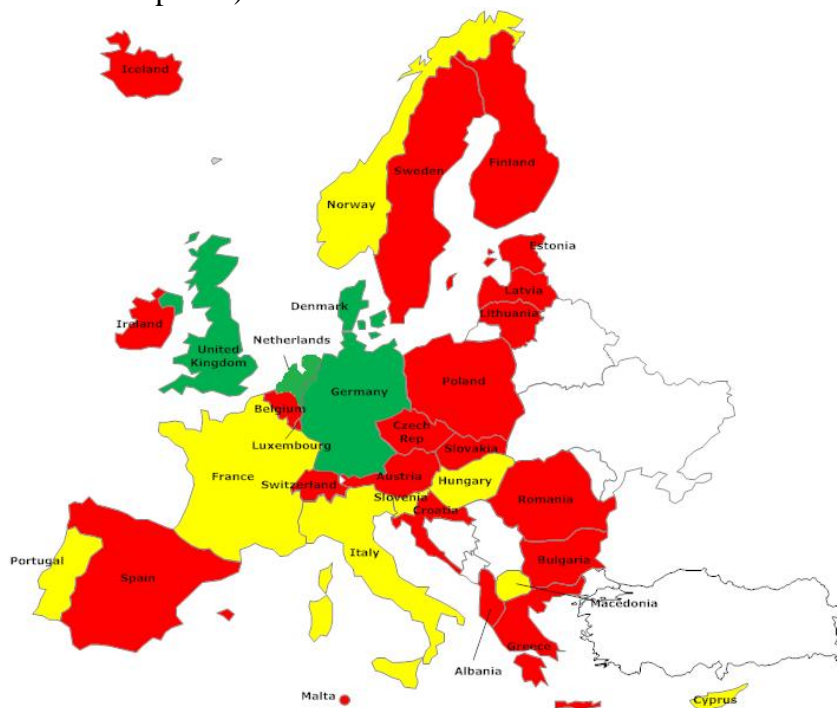 Iceland
Sweden
Finland
Norway
Estonia
Latvia
Lithuania
Denmark
Ireland
Netherlands
United
Kingdom
Germany
Poland
Belgium
Czech
Rep
Luxembourg
Slovakia
France
Switzerland
Austria
Hungary
Slovenia
Romania
Croatia
Italy
Portugal
Spain
Bulgaria
Macedonia
Greece
Albania
Malta
Cyprus